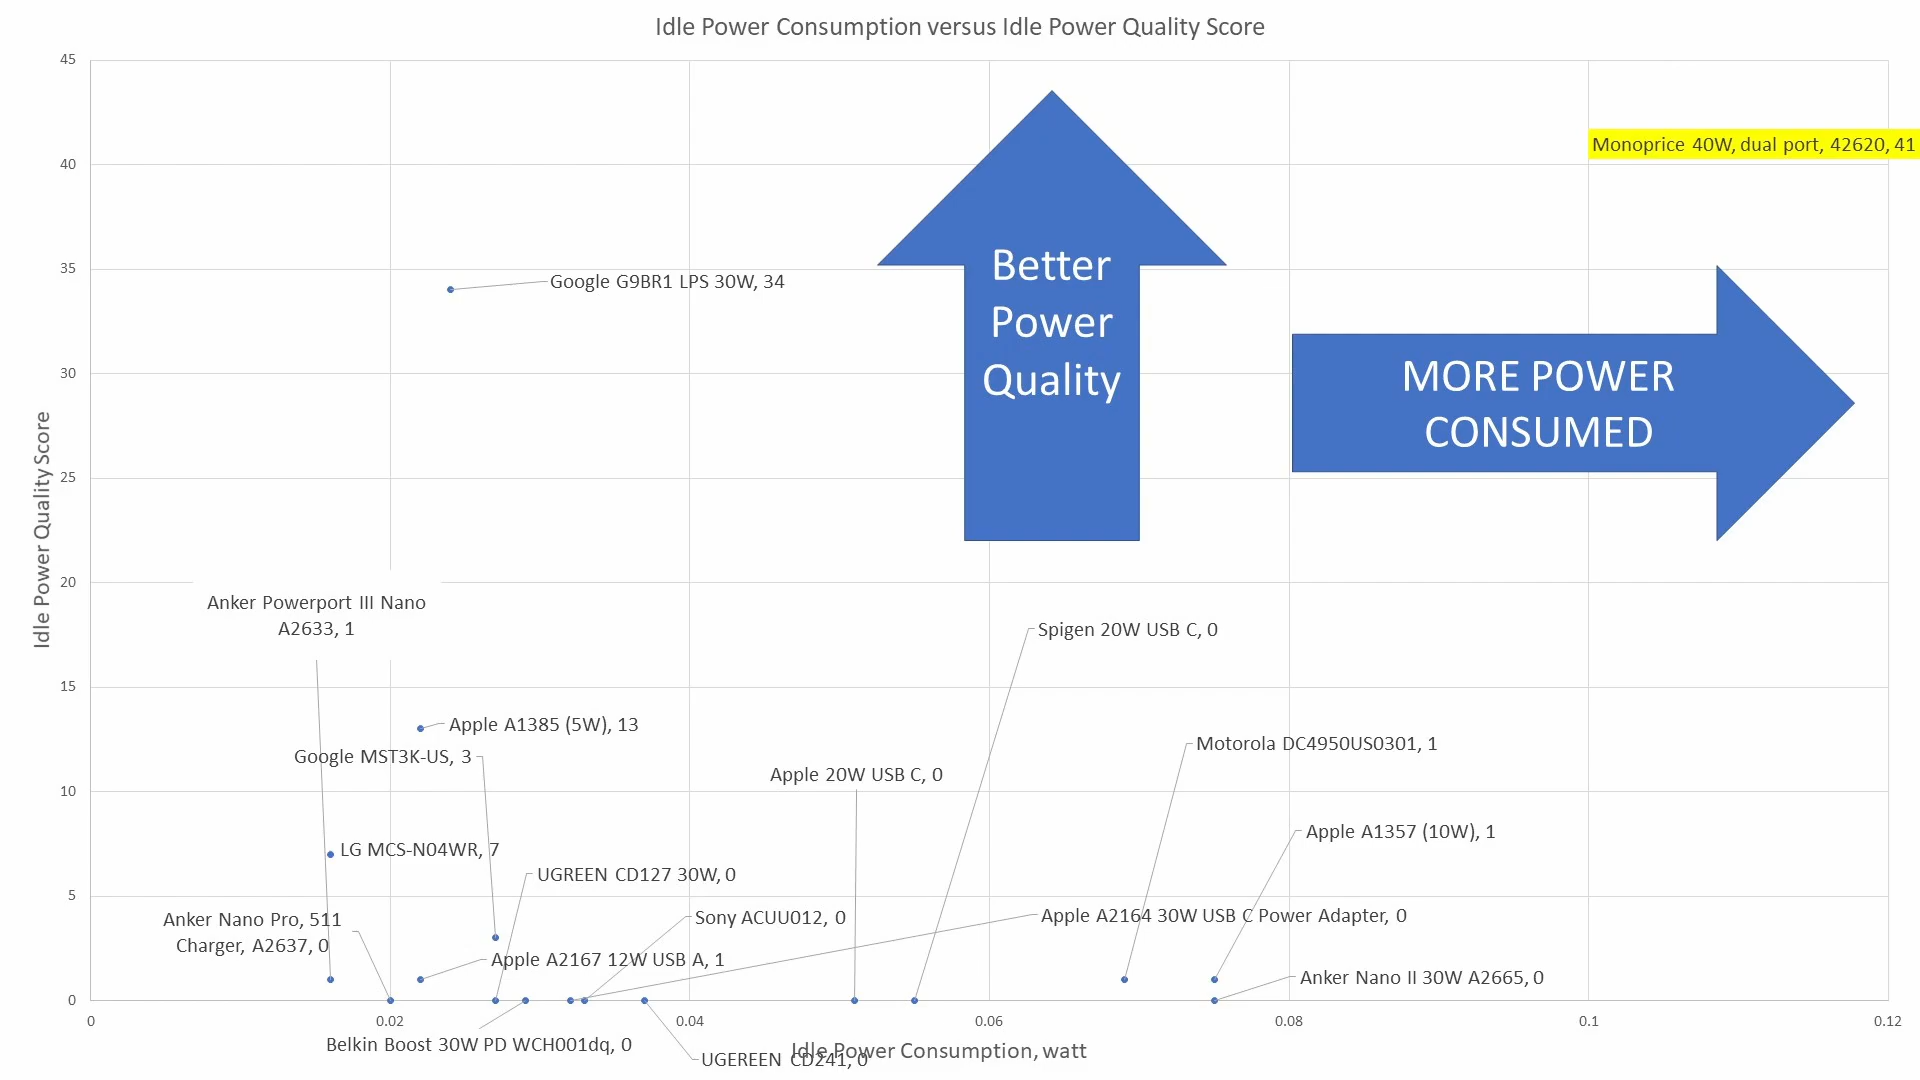 Idle Power Consumption versus Idle Power Quality Score
45
Monoprice 40W, dual port, 42620, 41
40
35
Google G9BR1 LPS 30W, 34
Better
Power
Quality
MORE POWER
CONSUMED
30
25
Idle Power Quality Score
20
Anker Powerport III Nano
A2633, 1
Spigen 20W USB C, 0
15
Apple A1385 (5W), 13
Google MST3K-US, 3
Motorola DC4950US0301, 1
Apple 20W USB C, 0
10
Apple A1357 (10W), 1
LG MCS-N04WR, 7
UGREEN CD127 30W, 0
5
Anker Nano Pro, 511
Charger, A2637, 0
Sony ACUU012, 0
Apple A2164 30W USB C Power Adapter, 0
Apple A2167 12W USB A, 1
Anker Nano II 30W A2665, 0
0
0
0.02
0.04
0.06
0.08
0.1
0.12
Belkin Boost 30W PD WCH001dq, 0
Idle Power Consumption, watt
UGEREEN CD241, 0